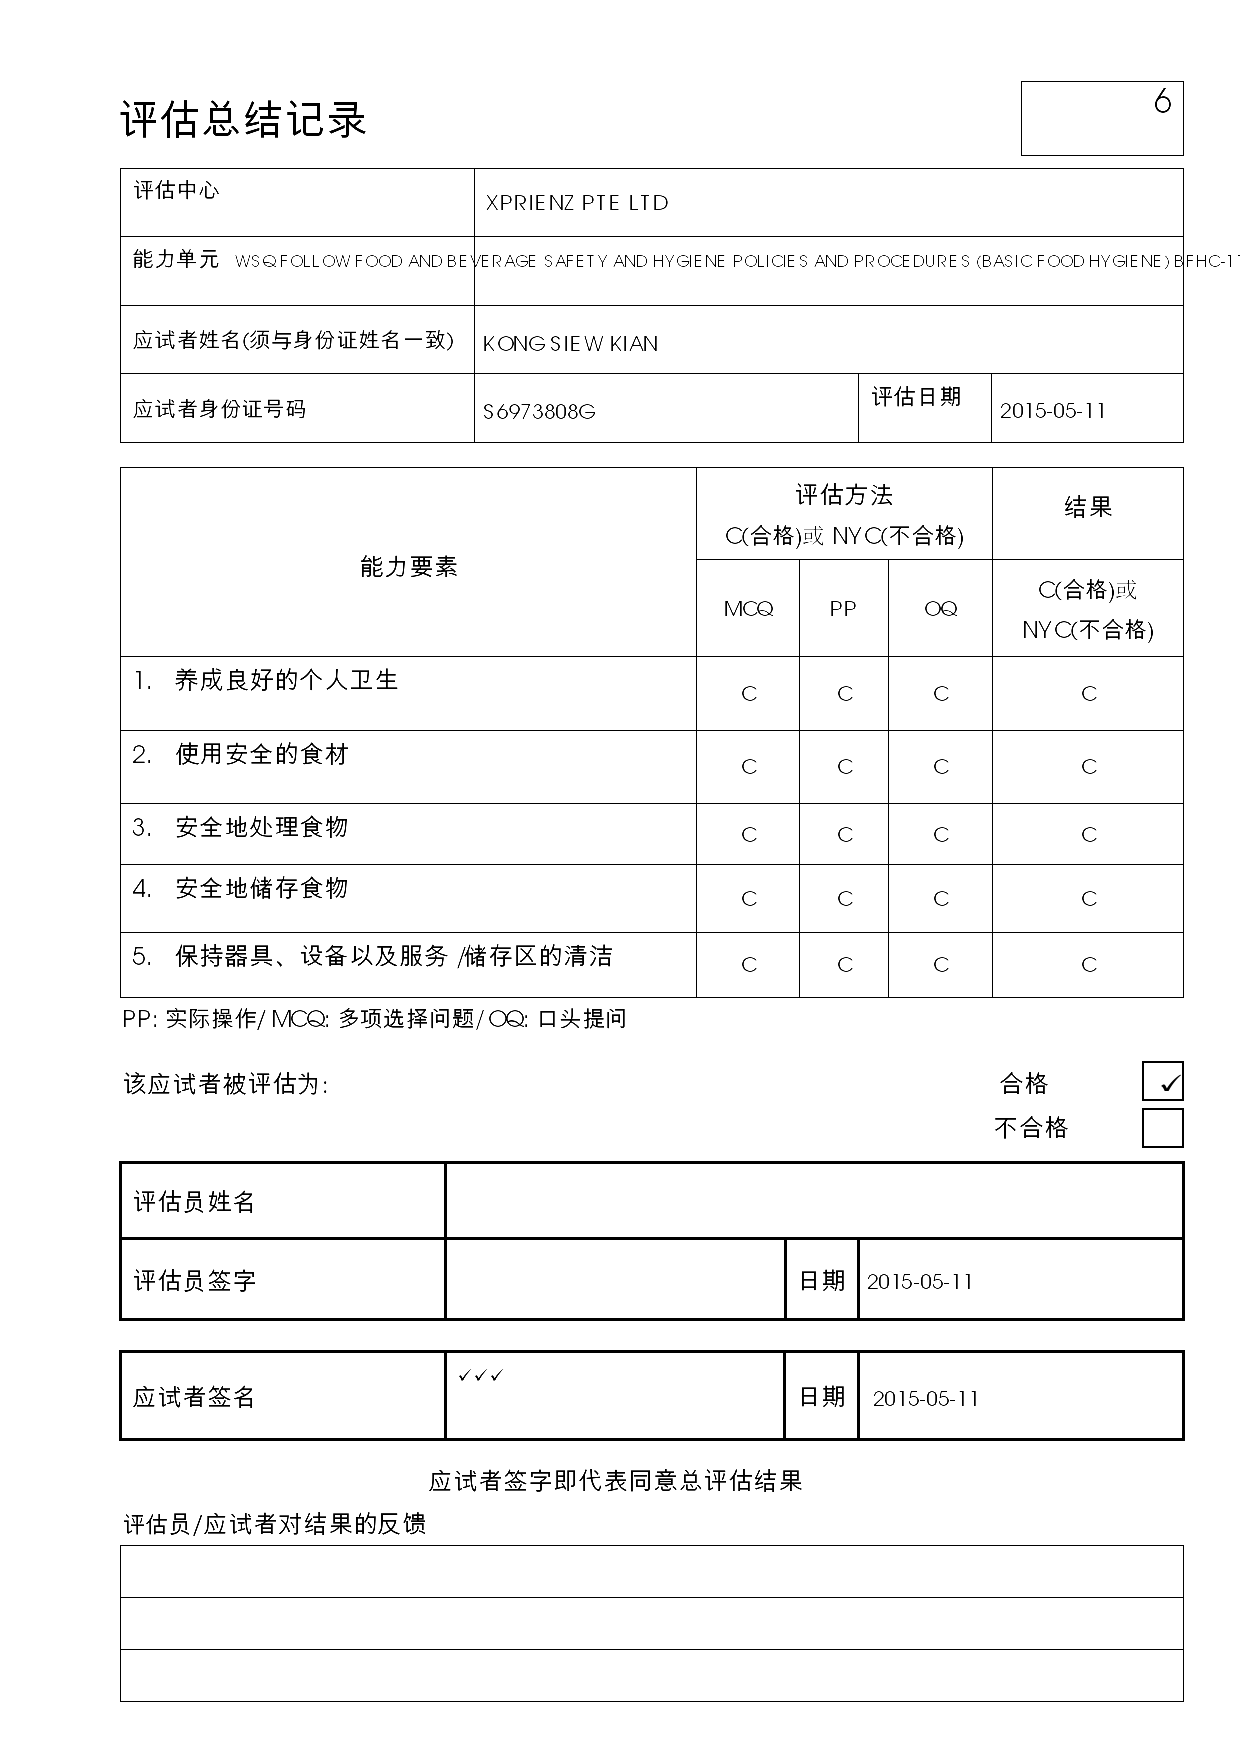 6
评估总结记录
评估中心 XPRIENZ PTE LTD
能力单元 WSQ FOLLOW FOOD AND BEVERAGE SAFETY AND HYGIENE POLICIES AND PROCEDURES (BASIC FOOD HYGIENE) BFHC-1
应试者姓名(须与身份证姓名一致) KONG SIEW KIAN
应试者身份证号码 S6973808G 评估日期 2015-05-11
能力要素 评估方法 结果
C(合格)或 NYC(不合格)
MCQ PP OQ C(合格)或
NYC(不合格)
1. 养成良好的个人卫生 C C C C
2. 使用安全的食材 C C C C
3. 安全地处理食物 C C C C
4. 安全地储存食物 C C C C
5. 保持器具、设备以及服务 /储存区的清洁 C C C C
PP: 实际操作/ MCQ: 多项选择问题/ OQ: 口头提问
该应试者被评估为: 合格 ✓
不合格
评估员姓名
评估员签字 日期 2015-05-11
应试者签名 ✓✓✓ 日期 2015-05-11
应试者签字即代表同意总评估结果
评估员/应试者对结果的反馈